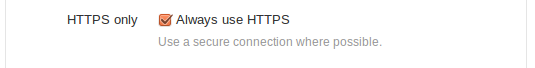 HTTPS only Always use HTTPS
Use a secure connection where possible.